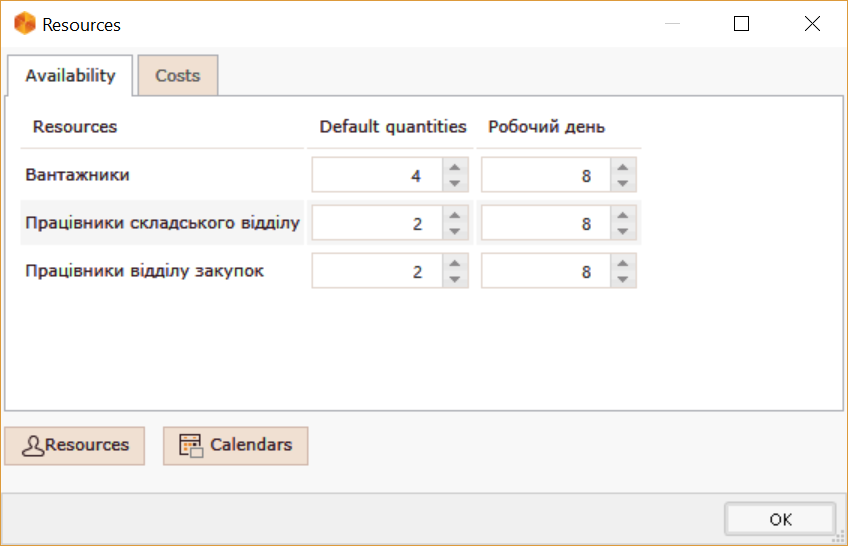 Resources
Availability Costs
Resources Default quantities Робочий день
Вантажники 4 8
Працівники складського відділу 2 8
Працівники відділу закупок 2 8
Resources Calendars
OK